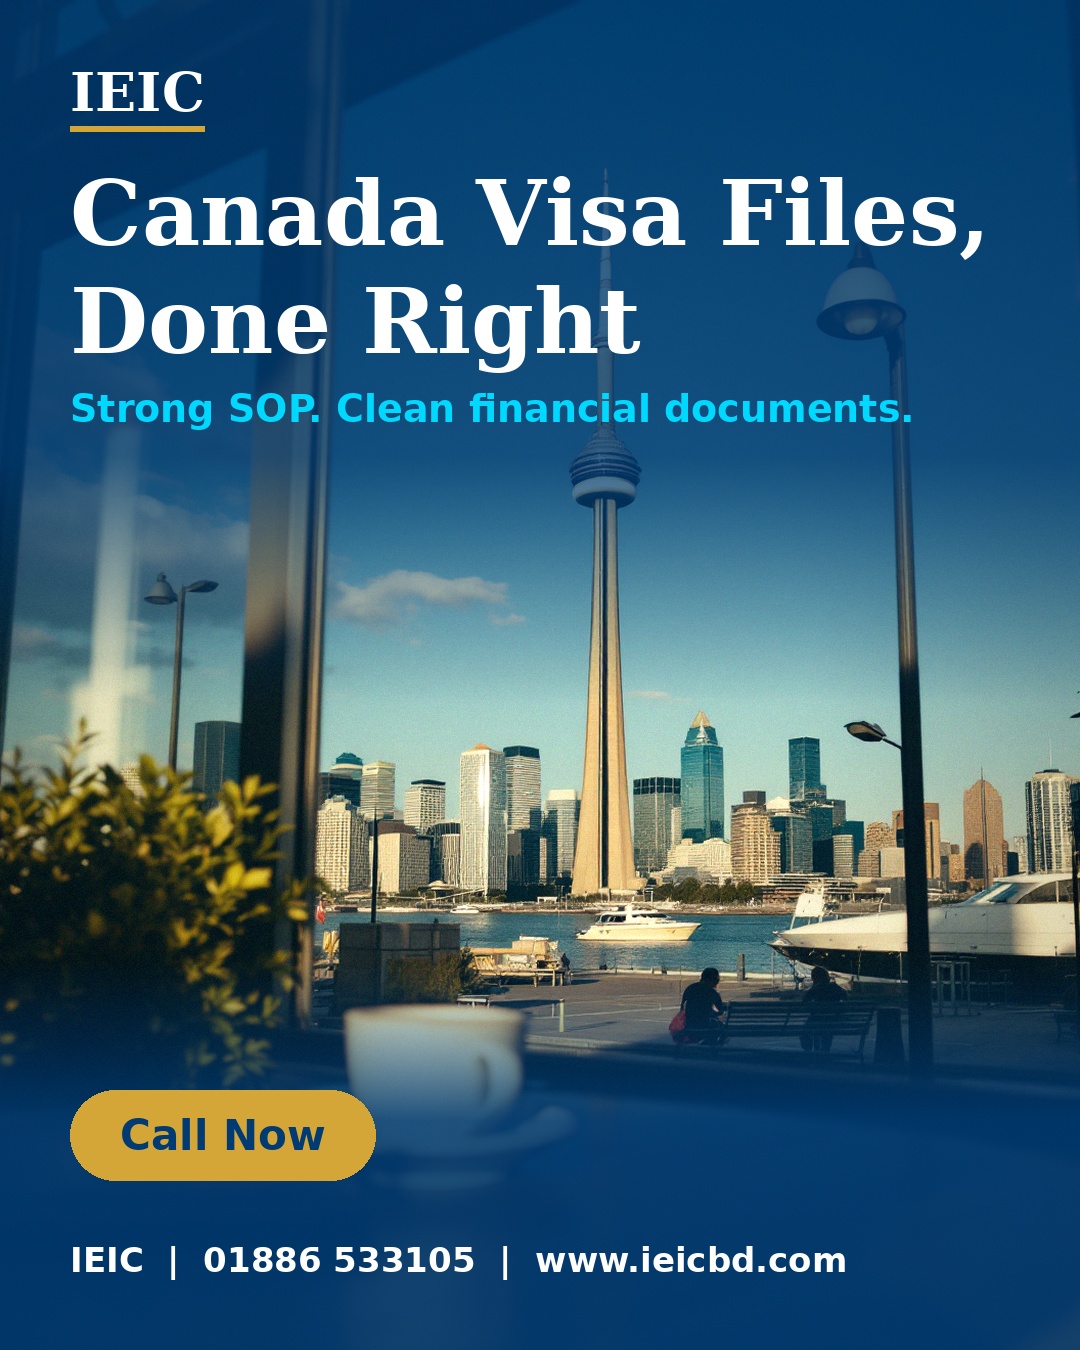 IEIC
Canada Visa Files,
Done Right
Strong SOP. Clean financial documents.
Call Now
IEIC | 01886 533105 | www.ieicbd.com